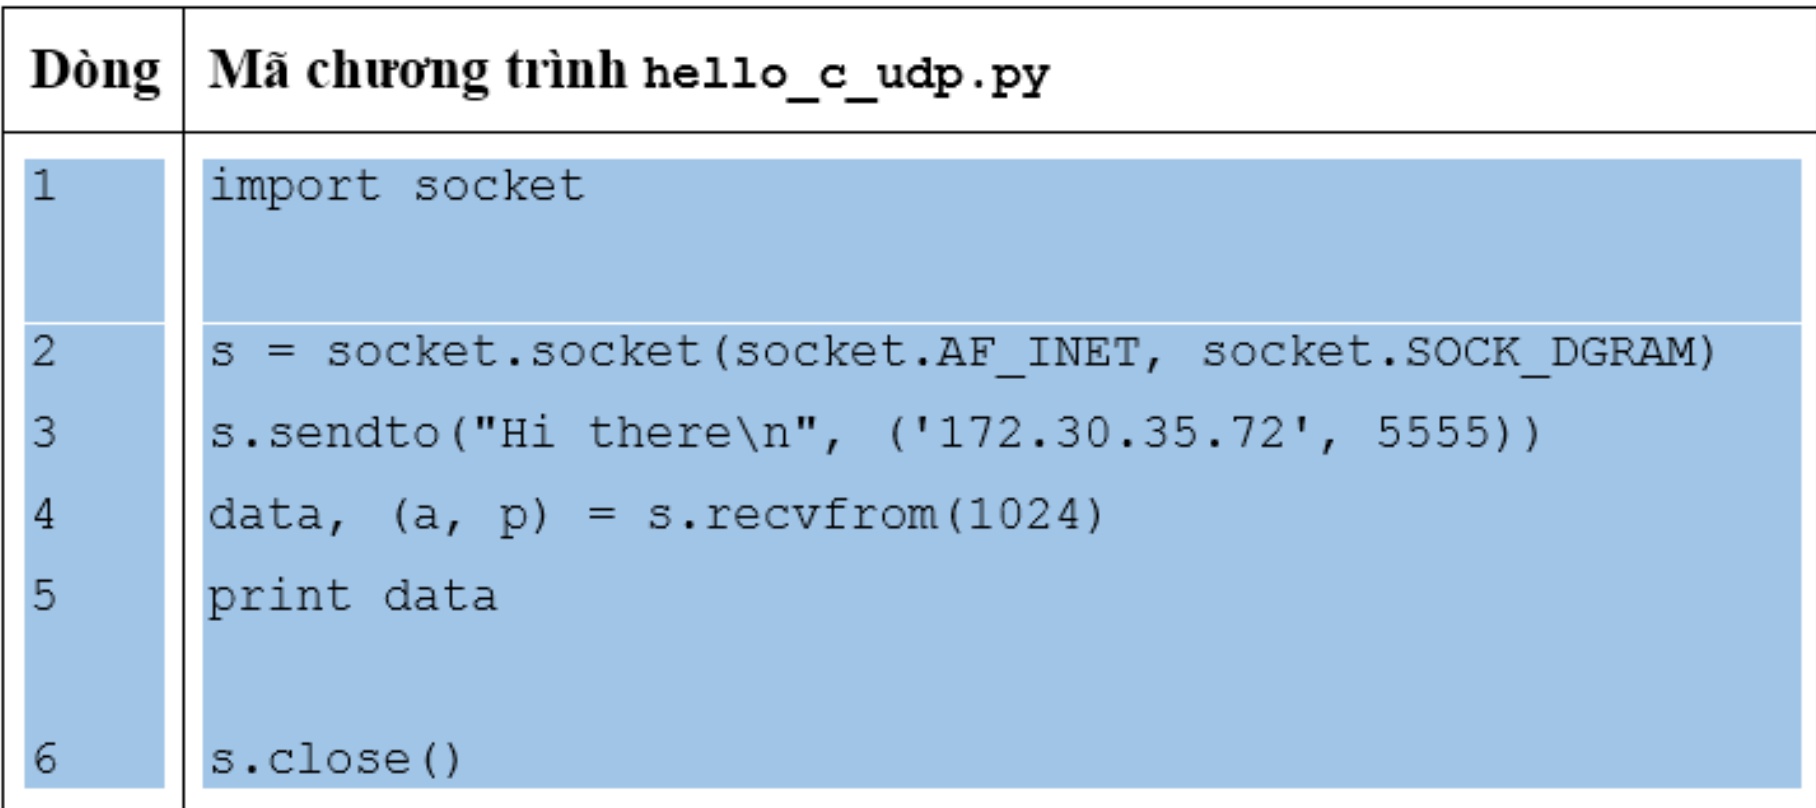 Dòng Mã chương trình hello_c_udp.py
1 import socket
2 s = socket.socket(socket.AF_INET, socket.SOCK_DGRAM)
3 s.sendto("Hi there\n", ('172.30.35.72', 5555))
4 data, (a, p) = s.recvfrom(1024)
5 print data
6 s.close()